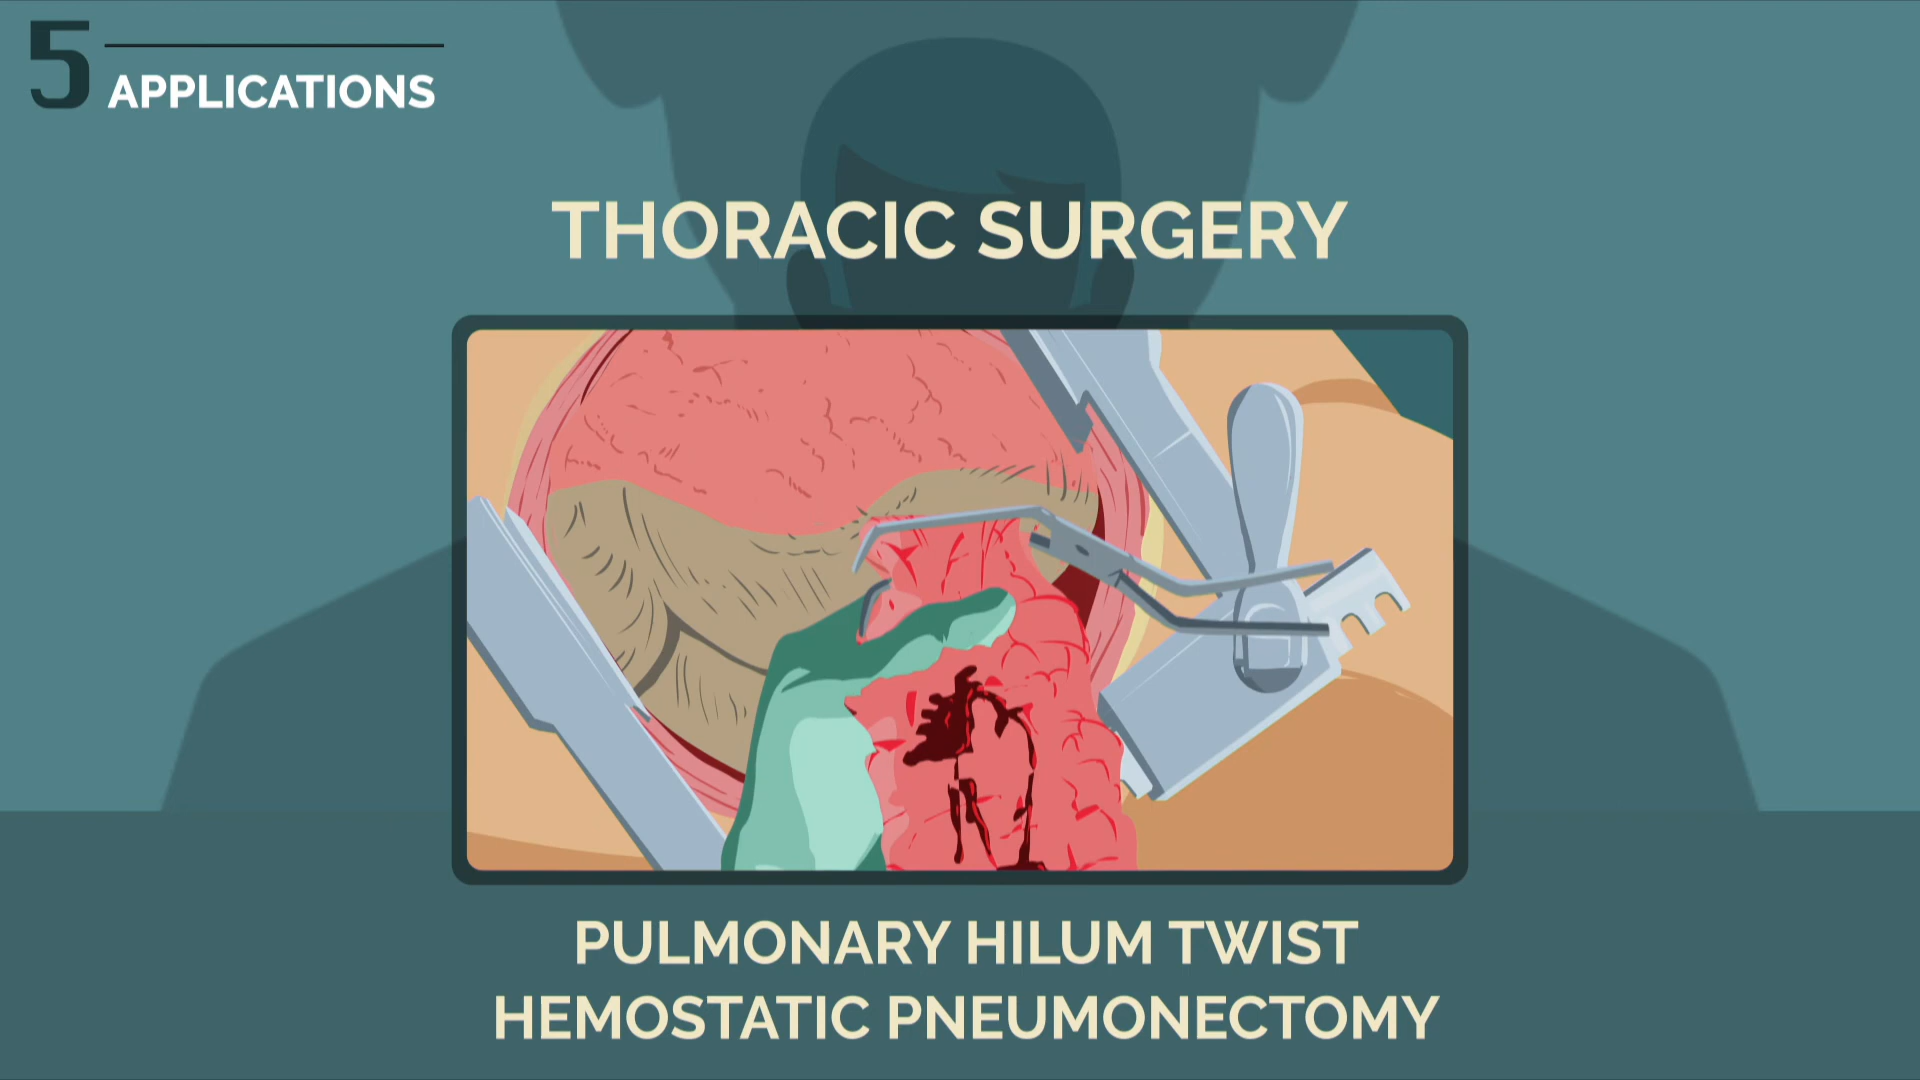 5
APPLICATIONS
THORACIC SURGERY
PULMONARY HILUM TWIST
HEMOSTATIC PNEUMONECTOMY